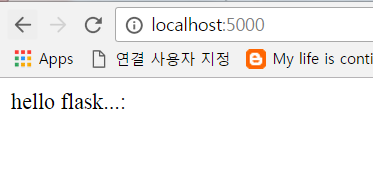 localhost:5000
Apps 연결 사용자 지정 My life is conti
hello flask...: